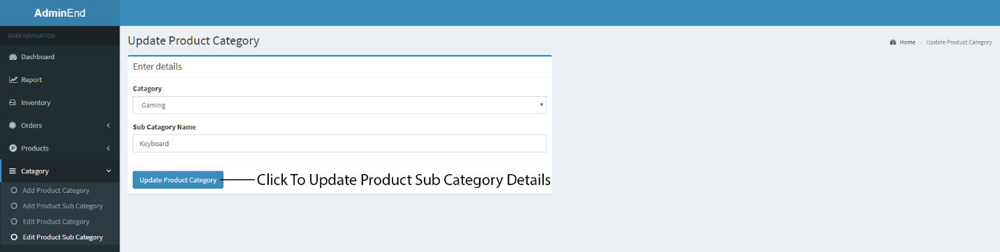 AdminEnd
MAIN NAVIGATION
Dashboard
Report
Inventory
Orders
Products
Catagory
Add Product Category
Add Product Sub Category
Edit Product Category
Edit Product Sub Category
Update Product Category
Home > Update Product Category
Enter details
Catagory
Gaming
Sub Catagory Name
Keyboard
Update Product Category
Click To Update Product Sub Category Details